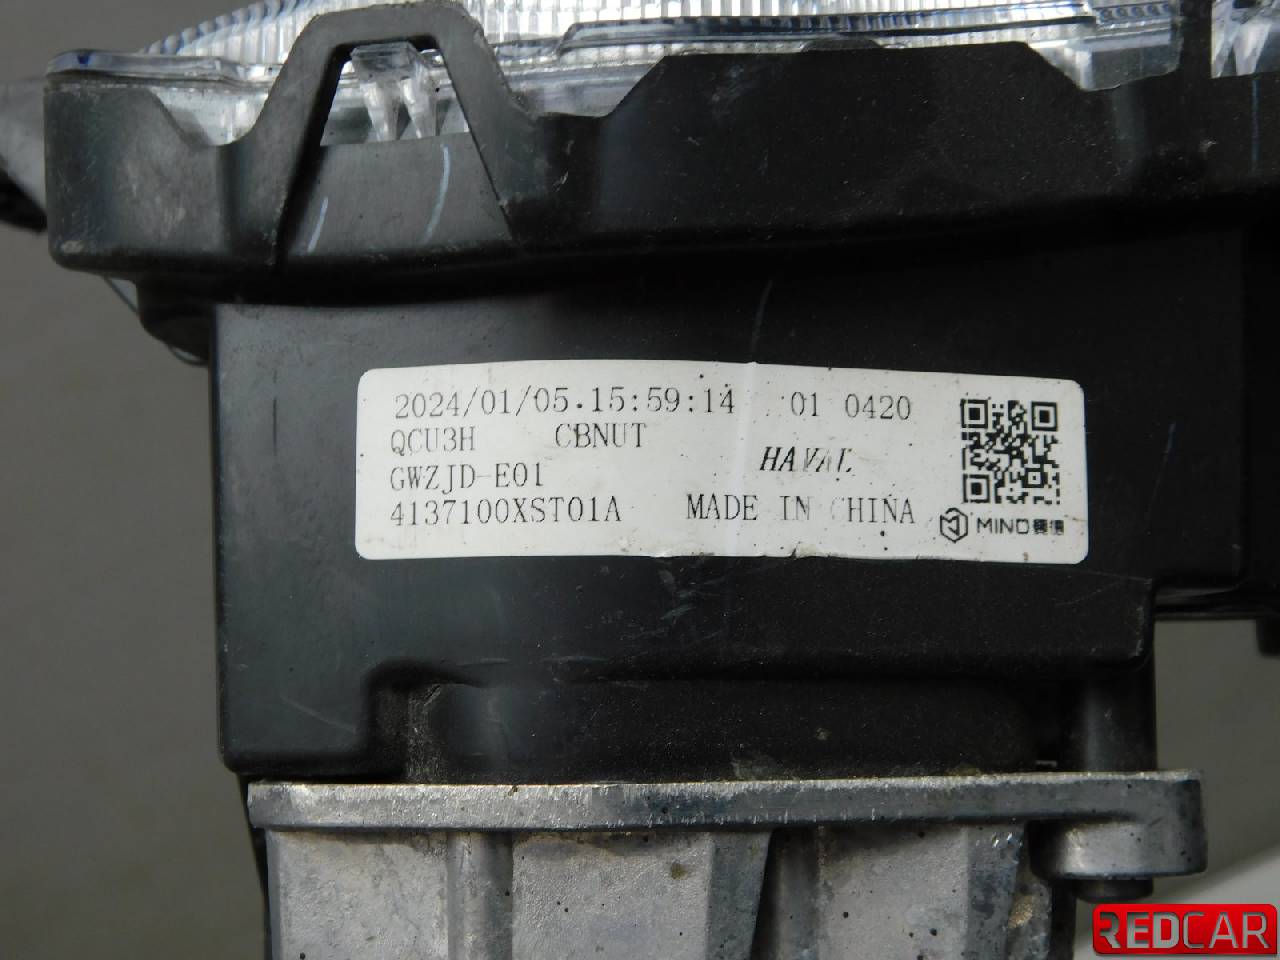 2024/01/05.15:59:14 01 0420
QCU3H CBNUT
HAVAL
GWZJD-E01
4137100XST01A MADE IN CHINA
MIND
REDCAR